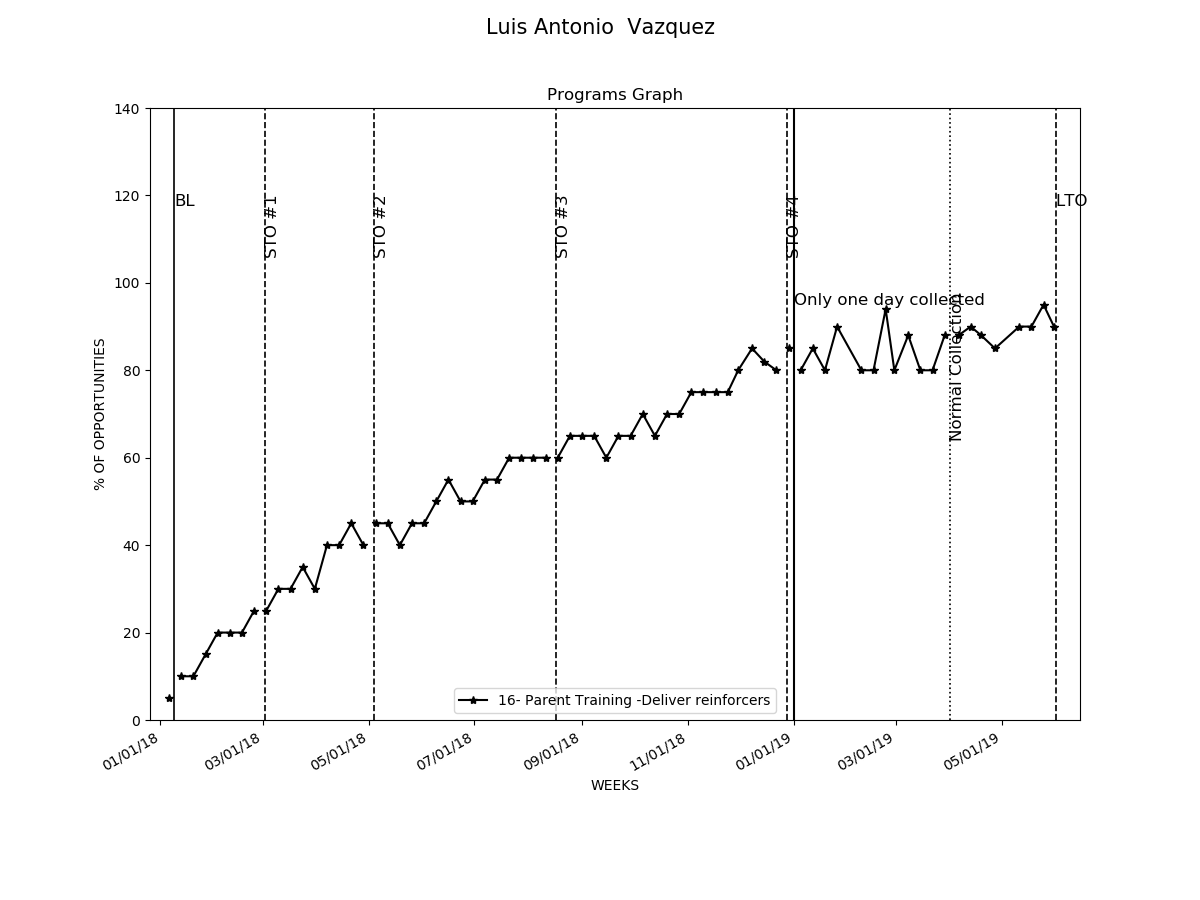 Luis Antonio  Vazquez
Programs Graph
140
120
100
80
60
40
20
0
% OF OPPORTUNITIES
BL
STO #1
STO #2
STO #3
STO #4
LTO
Only one day collected
Normal Collection
16- Parent Training -Deliver reinforcers
01/01/18
03/01/18
05/01/18
07/01/18
09/01/18
11/01/18
01/01/19
03/01/19
05/01/19
WEEKS